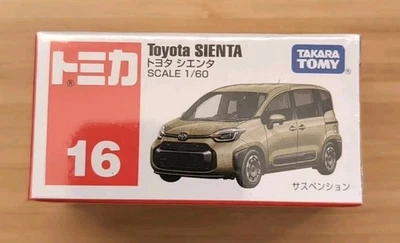 トミカ®
16
Toyota SIENTA
トヨタ シエンタ
SCALE 1/60
TAKARA
TOMY
サスペンション